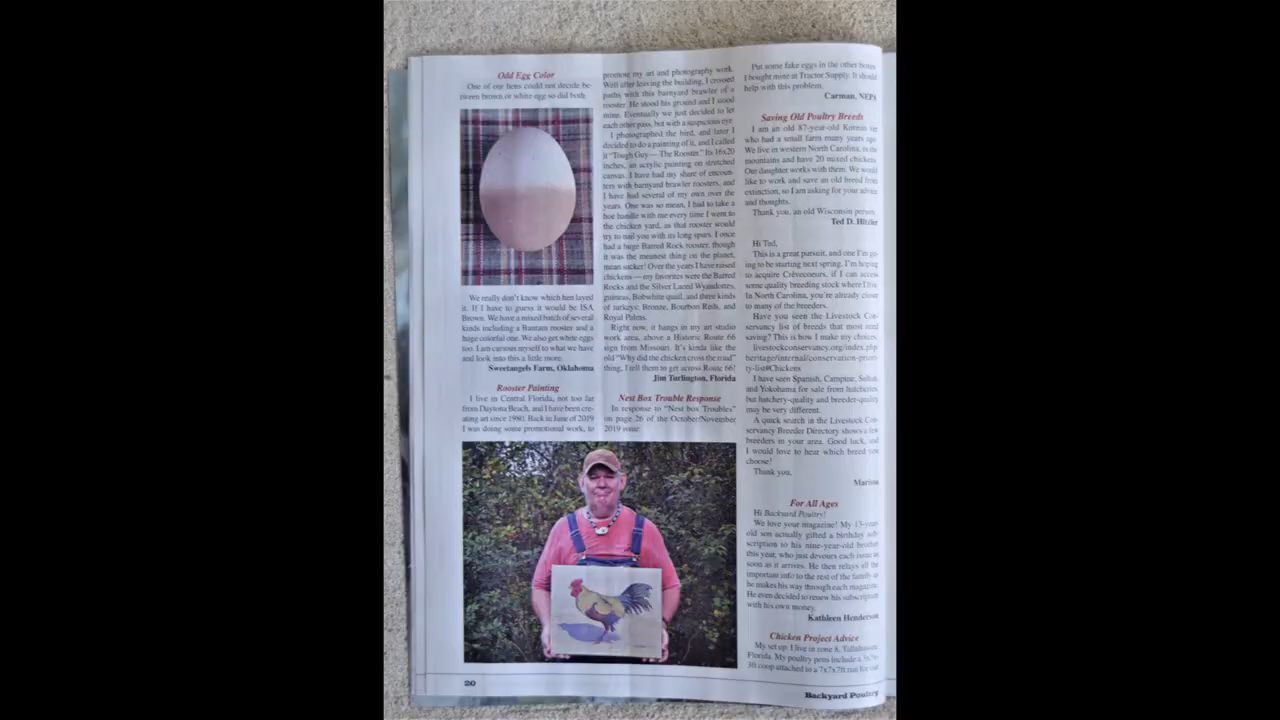 Odd Egg Color
One of our hens could not decide be-
tween brown or white egg so did both.
We really don't know which hen layed
it. If I have to guess it would be ISA
Brown. We have a mixed batch of several
kinds including a Bantam rooster and a
huge colorful one. We also get white eggs
too. I am curious myself to what we have
and look into this a little more.
Sweetangels Farm, Oklahoma
Rooster Painting
I live in Central Florida, not too far
from Daytona Beach, and I have been cre-
ating art since 1980. Back in June of 2019
I was doing some promotional work, to
promote my art and photography work.
Well after leaving the building, I crossed
paths with this barnyard brawler of a
rooster. He stood his ground and I stood
mine. Eventually we just decided to let
each other pass, but with a suspicious eye.
I photographed the bird, and later I
decided to do a painting of it, and I called
it "Tough Guy — The Rooster." Its 16x20
inches, an acrylic painting on stretched
canvas. I have had my share of encoun-
ters with barnyard brawler roosters, and
I have had several of my own over the
years. One was so mean, I had to take a
hoe handle with me every time I went to
the chicken yard, as that rooster would
try to nail you with its long spurs. I once
had a huge Barred Rock rooster, though
it was the meanest thing on the planet,
mean sucker! Over the years I have raised
chickens — my favorites were the Barred
Rocks and the Silver Laced Wyandottes,
guineas, Bobwhite quail, and three kinds
of turkeys: Bronze, Bourbon Reds, and
Royal Palms.
Right now, it hangs in my art studio
work area, above a Historic Route 66
sign from Missouri. It's kinda like the
old "Why did the chicken cross the road"
thing, I tell them to get across Route 66!
Jim Turlington, Florida
Nest Box Trouble Response
In response to "Nest box Troubles"
on page 26 of the October/November
2019 issue:
Put some fake eggs in the other boxes.
I bought mine at Tractor Supply. It should
help with this problem.
Carman, NEPA
Saving Old Poultry Breeds
I am an old 87-year-old Korean vet
who had a small farm many years ago.
We live in western North Carolina, in the
mountains and have 20 mixed chickens.
Our daughter works with them. We would
like to work and save an old breed from
extinction, so I am asking for your advice
and thoughts.
Thank you, an old Wisconsin person.
Ted D. Hitzler
Hi Ted,
This is a great pursuit, and one I'm go-
ing to be starting next spring. I'm hoping
to acquire Crèvecoeurs, if I can access
some quality breeding stock where I live.
In North Carolina, you're already closer
to many of the breeders.
Have you seen the Livestock Con-
servancy list of breeds that most need
saving? This is how I make my choices.
livestockconservancy.org/index.php/
heritage/internal/conservation-priori-
ty-list#Chickens
I have seen Spanish, Campine, Sultan
and Yokohama for sale from hatcheries,
but hatchery-quality and breeder-quality
may be very different.
A quick search in the Livestock Con-
servancy Breeder Directory shows a few
breeders in your area. Good luck, and
I would love to hear which breed you
choose!
Thank you,
Marissa
For All Ages
Hi Backyard Poultry!
We love your magazine! My 13-year-
old son actually gifted a birthday sub-
scription to his nine-year-old brother
this year, who just devours each issue as
soon as it arrives. He then relays all the
important info to the rest of the family as
he makes his way through each magazine.
He even decided to renew his subscription
with his own money.
Kathleen Henderson
Chicken Project Advice
My set up. I live in zone 8, Tallahassee
Florida. My poultry pens include a
coop attached to a 7x7x7ft run for
20
Backyard Poultry